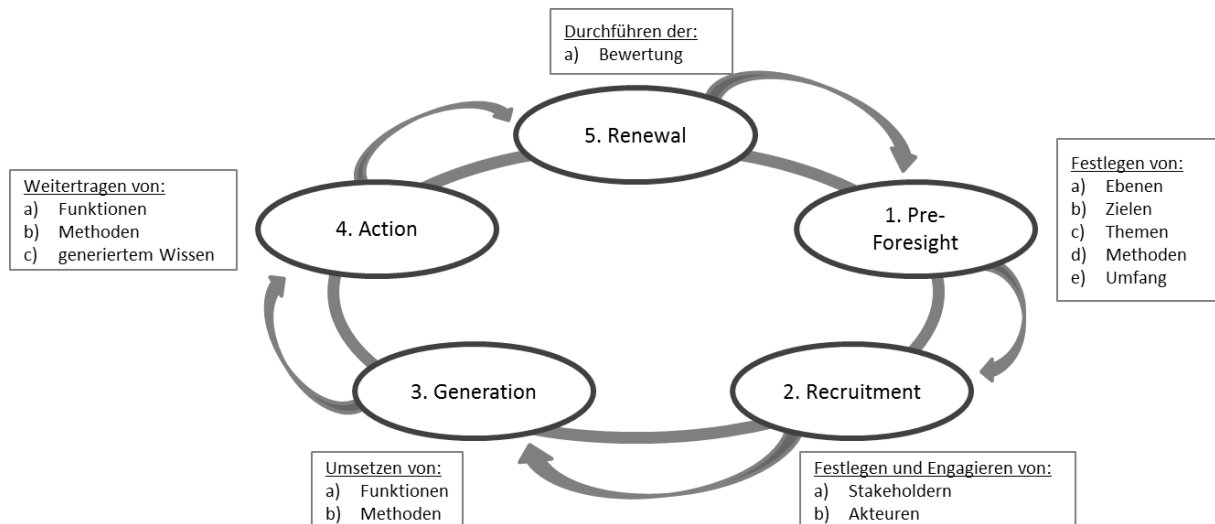 Durchführen der:
a) Bewertung
5. Renewal
Festlegen von:
a) Ebenen
b) Zielen
c) Themen
d) Methoden
e) Umfang
1. Pre-
Foresight
Weitertragen von:
a) Funktionen
b) Methoden
c) generiertem Wissen
4. Action
3. Generation
2. Recruitment
Umsetzen von:
a) Funktionen
b) Methoden
Festlegen und Engagieren von:
a) Stakeholdern
b) Akteuren